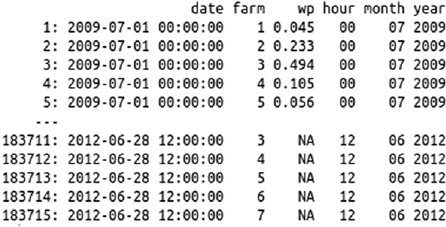 date farm wp hour month year
1: 2009-07-01 00:00:00 1 0.045 00 07 2009
2: 2009-07-01 00:00:00 2 0.233 00 07 2009
3: 2009-07-01 00:00:00 3 0.494 00 07 2009
4: 2009-07-01 00:00:00 4 0.105 00 07 2009
5: 2009-07-01 00:00:00 5 0.056 00 07 2009
---
183711: 2012-06-28 12:00:00 3 NA 12 06 2012
183712: 2012-06-28 12:00:00 4 NA 12 06 2012
183713: 2012-06-28 12:00:00 5 NA 12 06 2012
183714: 2012-06-28 12:00:00 6 NA 12 06 2012
183715: 2012-06-28 12:00:00 7 NA 12 06 2012